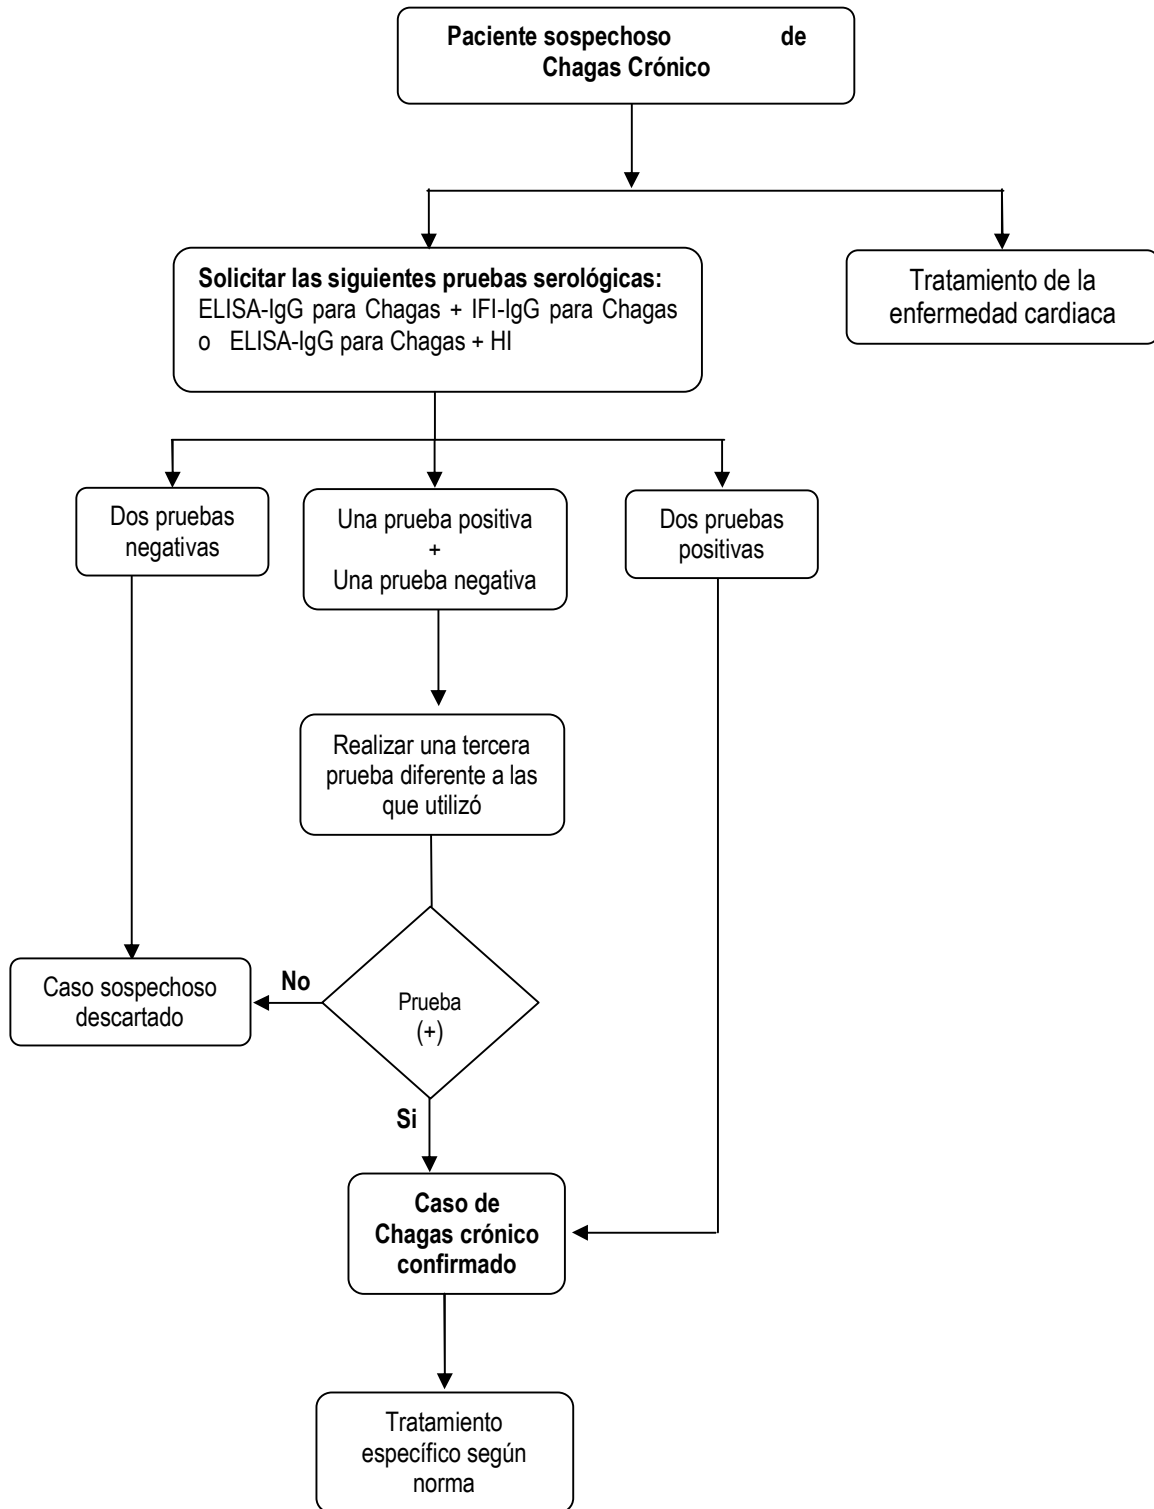 Paciente sospechoso de
Chagas Crónico
Solicitar las siguientes pruebas serológicas:
ELISA-IgG para Chagas + IFI-IgG para Chagas
o ELISA-IgG para Chagas + HI
Tratamiento de la
enfermedad cardiaca
Dos pruebas
negativas
Una prueba positiva
+
Una prueba negativa
Dos pruebas
positivas
Realizar una tercera
prueba diferente a las
que utilizó
Caso sospechoso
descartado
No
Prueba
(+)
Si
Caso de
Chagas crónico
confirmado
Tratamiento
específico según
norma